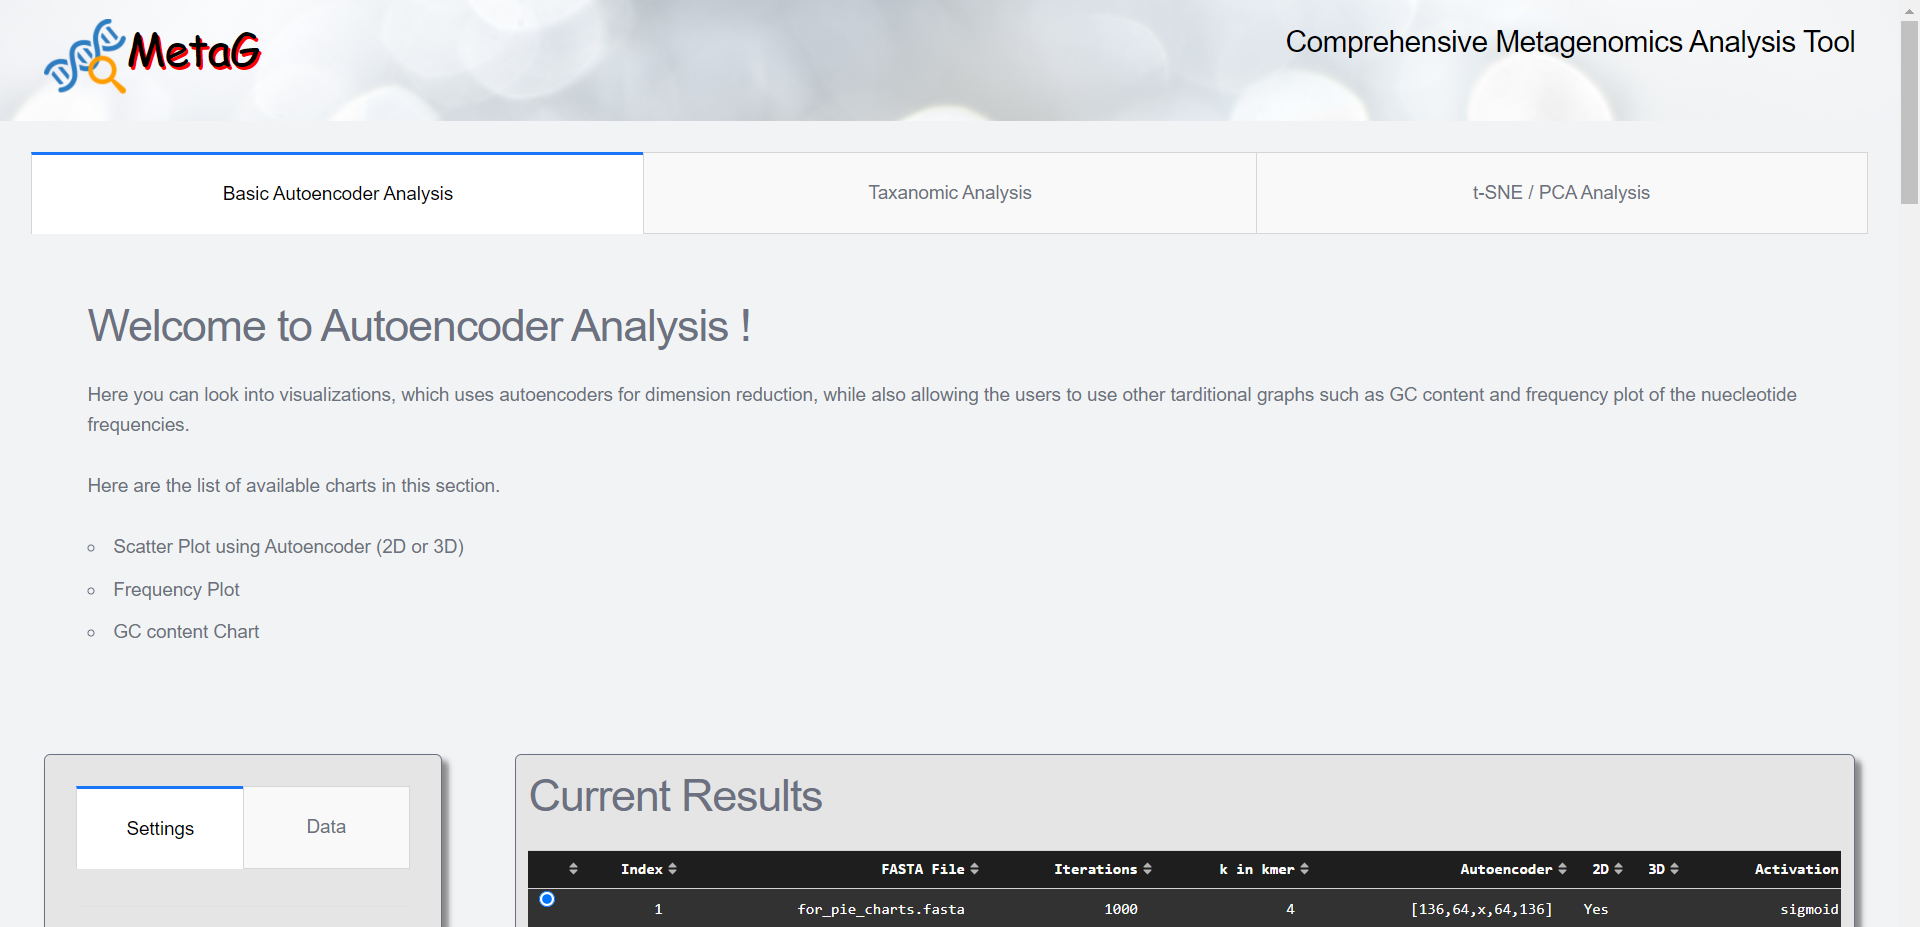 MetaG
Comprehensive Metagenomics Analysis Tool
Basic Autoencoder Analysis
Taxanomic Analysis
t-SNE / PCA Analysis
Welcome to Autoencoder Analysis !
Here you can look into visualizations, which uses autoencoders for dimension reduction, while also allowing the users to use other tarditional graphs such as GC content and frequency plot of the nuecleotide
frequencies.
Here are the list of available charts in this section.
Scatter Plot using Autoencoder (2D or 3D)
Frequency Plot
GC content Chart
Settings
Data
Current Results
Index FASTA File Iterations k in kmer Autoencoder 2D 3D Activation
1 for_pie_charts.fasta 1000 4 [136,64,x,64,136] Yes sigmoid